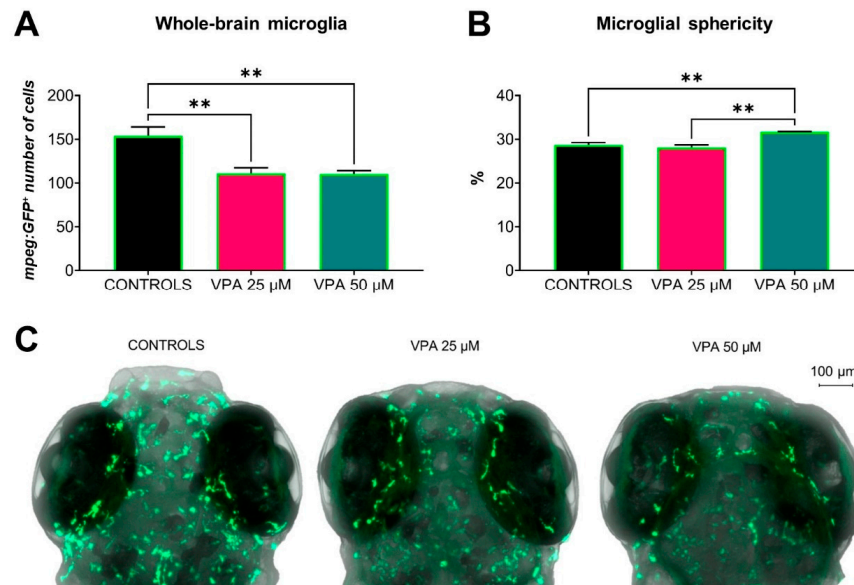 A
Whole-brain microglia
mpeg:GFP⁺ number of cells
200
150
100
50
0
**
**
CONTROLS
VPA 25 µM
VPA 50 µM
B
Microglial sphericity
%
40
30
20
10
0
**
**
CONTROLS
VPA 25 µM
VPA 50 µM
C
CONTROLS
VPA 25 µM
VPA 50 µM
100 µm